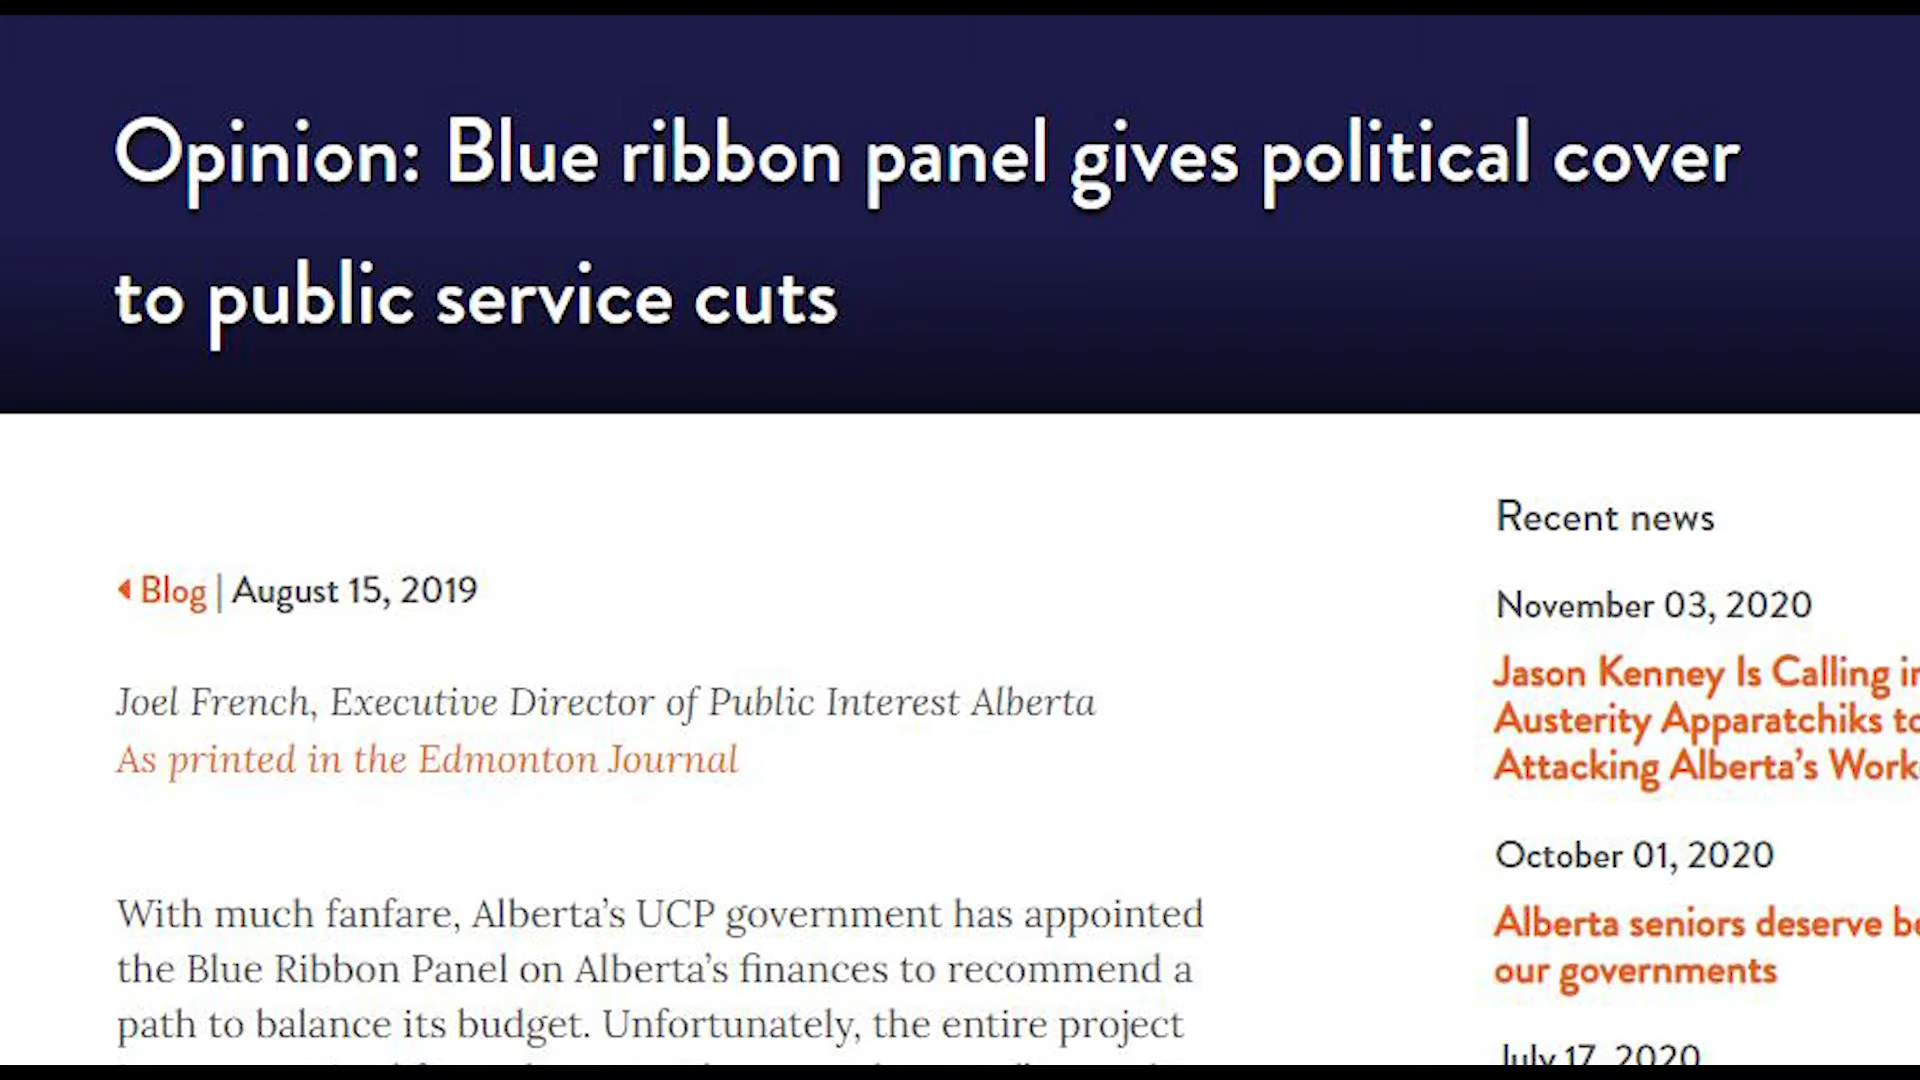 Opinion: Blue ribbon panel gives political cover
to public service cuts
Blog | August 15, 2019
Joel French, Executive Director of Public Interest Alberta
As printed in the Edmonton Journal
With much fanfare, Alberta’s UCP government has appointed
the Blue Ribbon Panel on Alberta’s finances to recommend a
path to balance its budget. Unfortunately, the entire project
Recent news
November 03, 2020
Jason Kenney Is Calling
Austerity Apparatchiks
Attacking Alberta’s
October 01, 2020
Alberta seniors deserve
our governments
July 17, 2020